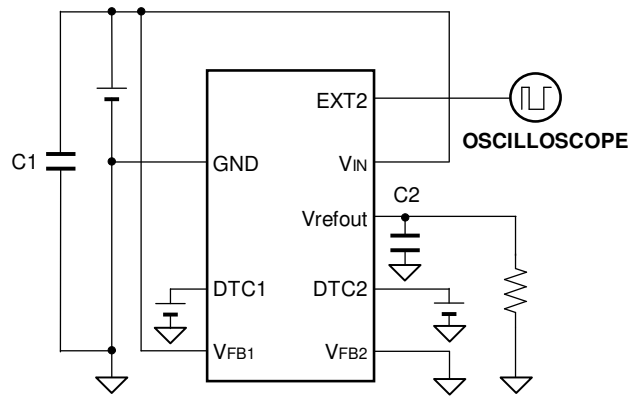 EXT2
OSCILLOSCOPE
C1
GND
VIN
C2
Vrefout
DTC1
DTC2
VFB1
VFB2